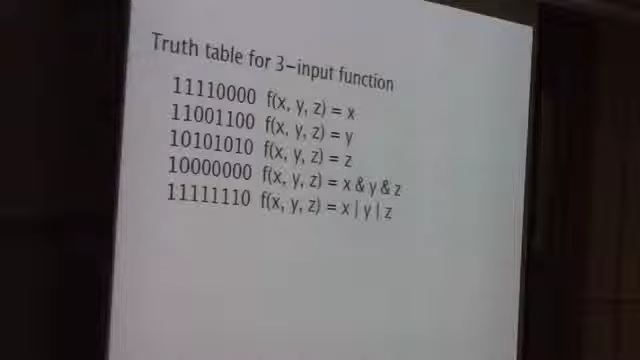 Truth table for 3-input function
11110000 f(x, y, z) = x
11001100 f(x, y, z) = y
10101010 f(x, y, z) = z
10000000 f(x, y, z) = x & y & z
11111110 f(x, y, z) = x | y | z